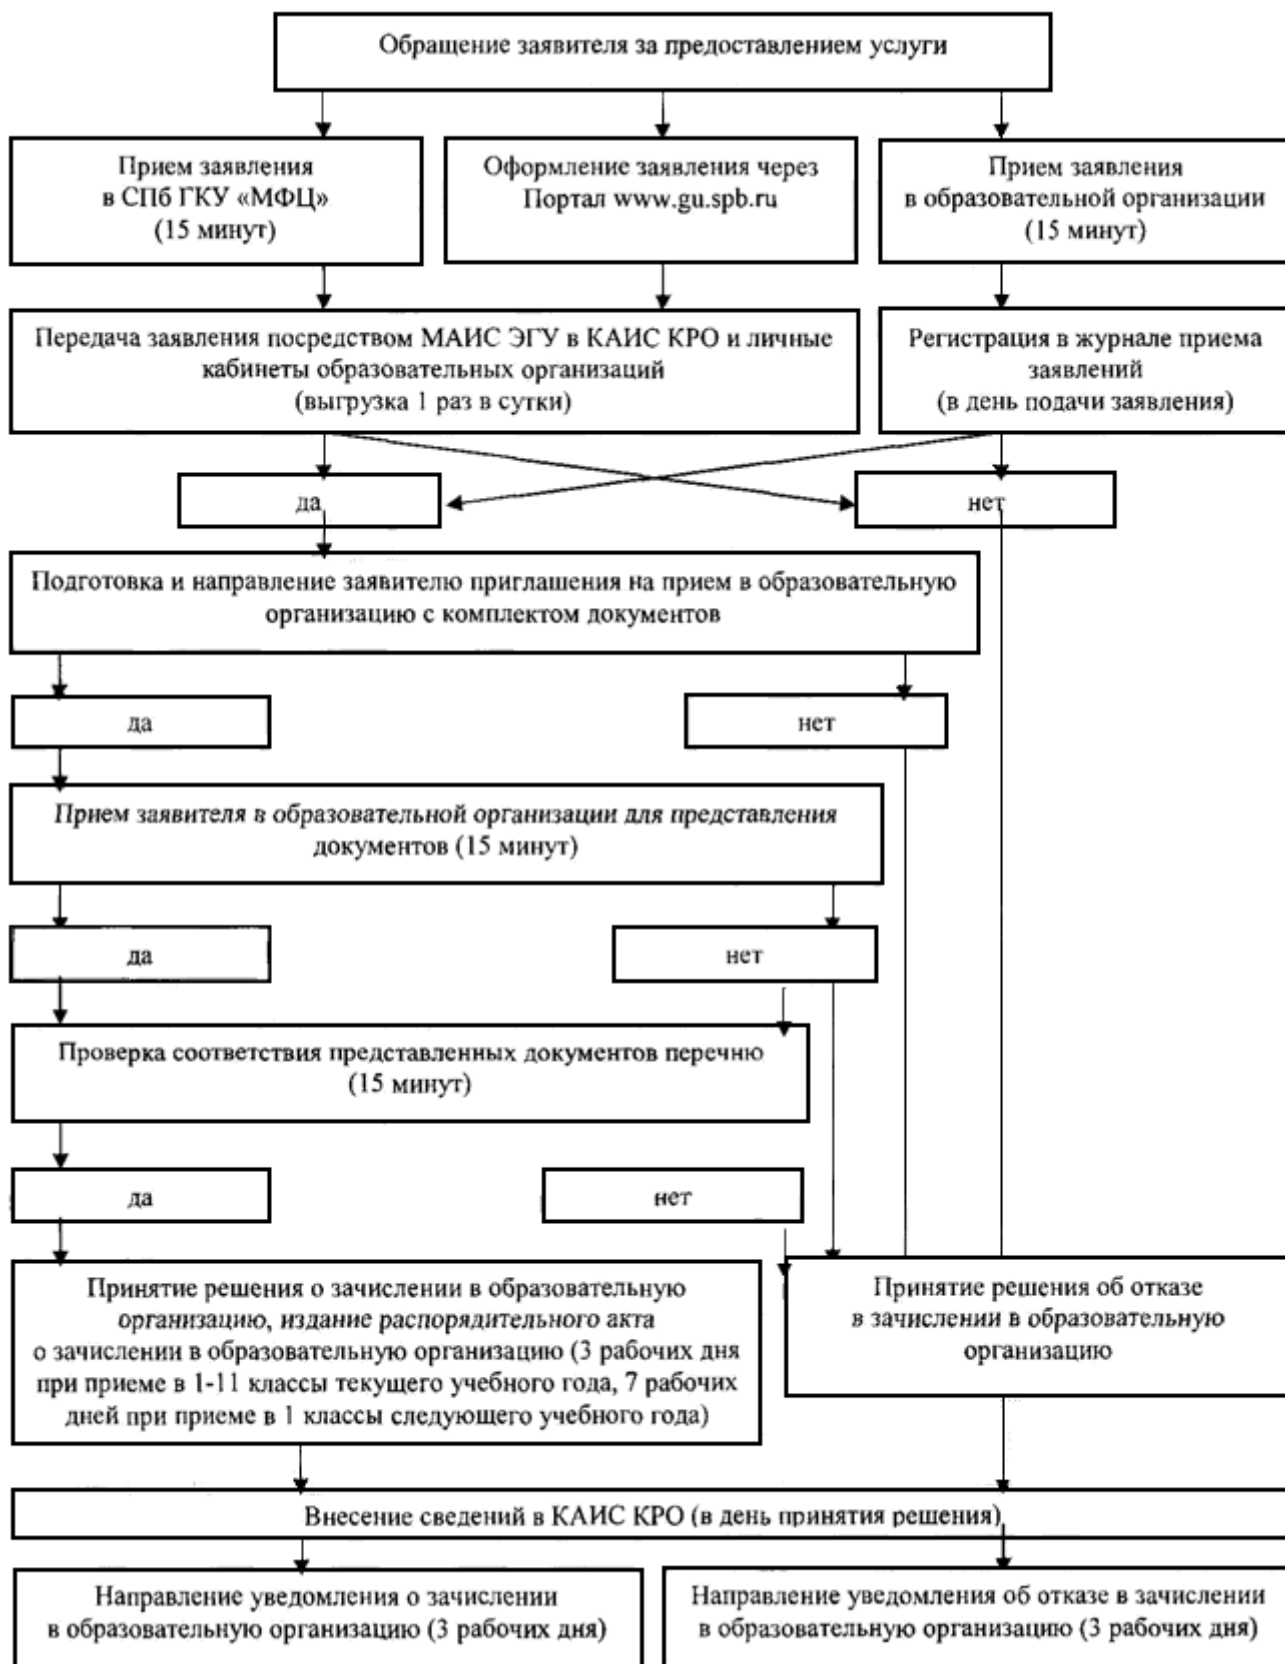 Обращение заявителя за предоставлением услуги
Прием заявления
в СПб ГКУ «МФЦ»
(15 минут)
Оформление заявления через
Портал www.gu.spb.ru
Прием заявления
в образовательной организации
(15 минут)
Передача заявления посредством МАИС ЭГУ в КАИС КРО и личные
кабинеты образовательных организаций
(выгрузка 1 раз в сутки)
Регистрация в журнале приема
заявлений
(в день подачи заявления)
да
нет
Подготовка и направление заявителю приглашения на прием в образовательную
организацию с комплектом документов
да
нет
Прием заявителя в образовательной организации для представления
документов (15 минут)
да
нет
Проверка соответствия представленных документов перечню
(15 минут)
да
нет
Принятие решения о зачислении в образовательную
организацию, издание распорядительного акта
о зачислении в образовательную организацию (3 рабочих дня
при приеме в 1-11 классы текущего учебного года, 7 рабочих
дней при приеме в 1 классы следующего учебного года)
Принятие решения об отказе
в зачислении в образовательную
организацию
Внесение сведений в КАИС КРО (в день принятия решения)
Направление уведомления о зачислении
в образовательную организацию (3 рабочих дня)
Направление уведомления об отказе в зачислении
в образовательную организацию (3 рабочих дня)